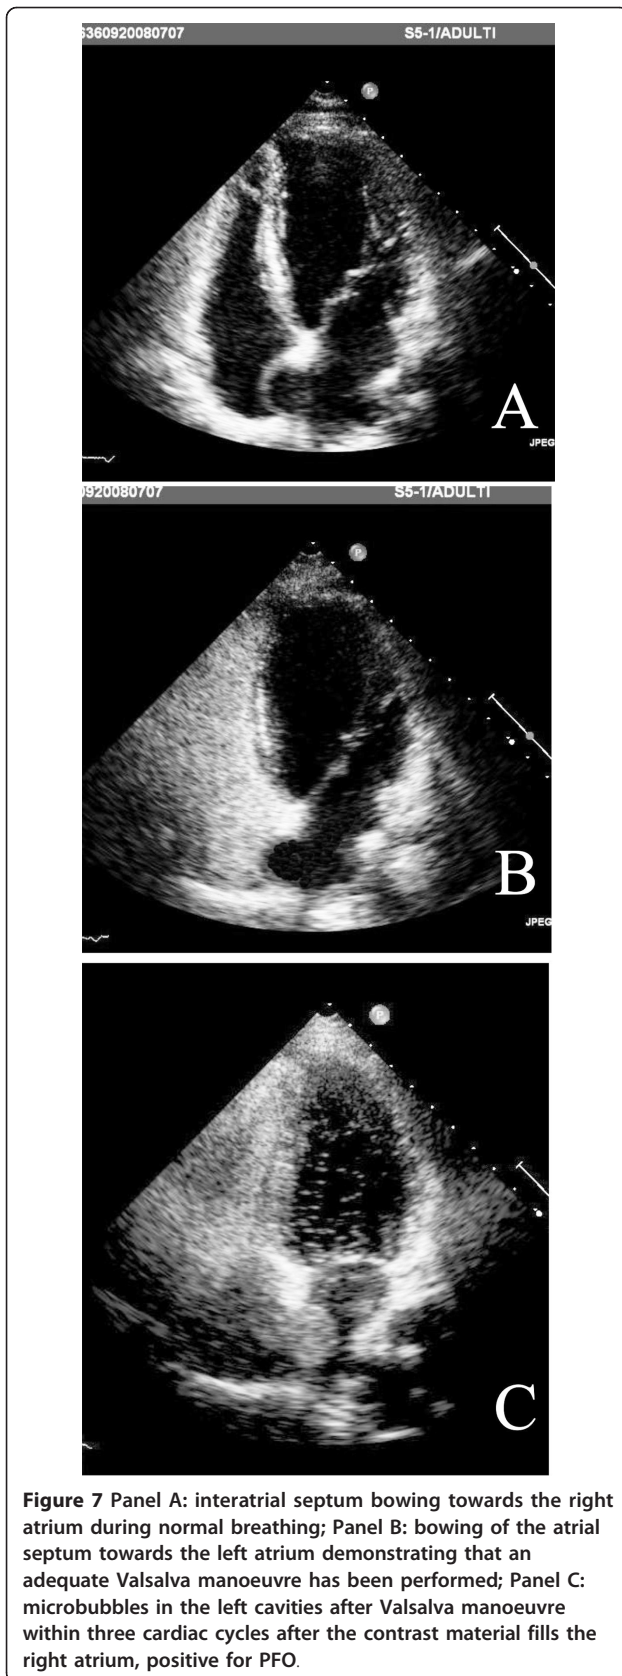 6360920080707 S5-1/ADULTI
P
A
JPEG
0920080707 S5-1/ADULTI
P
B
JPEG
P
C
Figure 7 Panel A: interatrial septum bowing towards the right
atrium during normal breathing; Panel B: bowing of the atrial
septum towards the left atrium demonstrating that an
adequate Valsalva manoeuvre has been performed; Panel C:
microbubbles in the left cavities after Valsalva manoeuvre
within three cardiac cycles after the contrast material fills the
right atrium, positive for PFO.